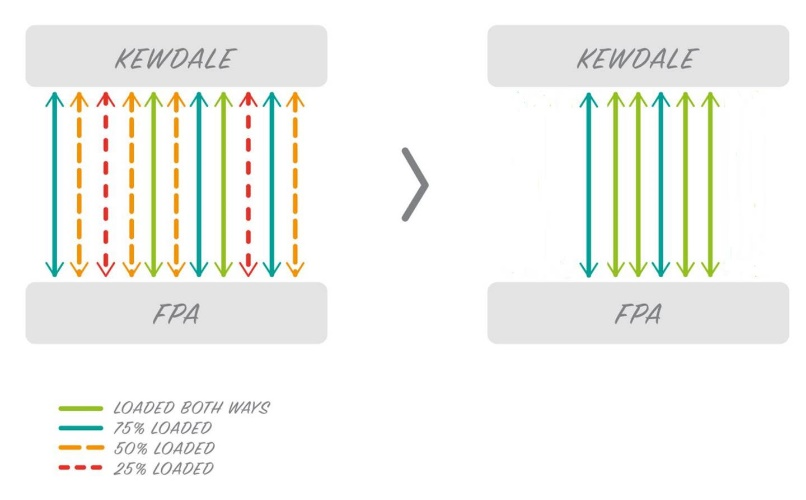 KEWDALE
FPA
KEWDALE
FPA
LOADED BOTH WAYS
75% LOADED
50% LOADED
25% LOADED